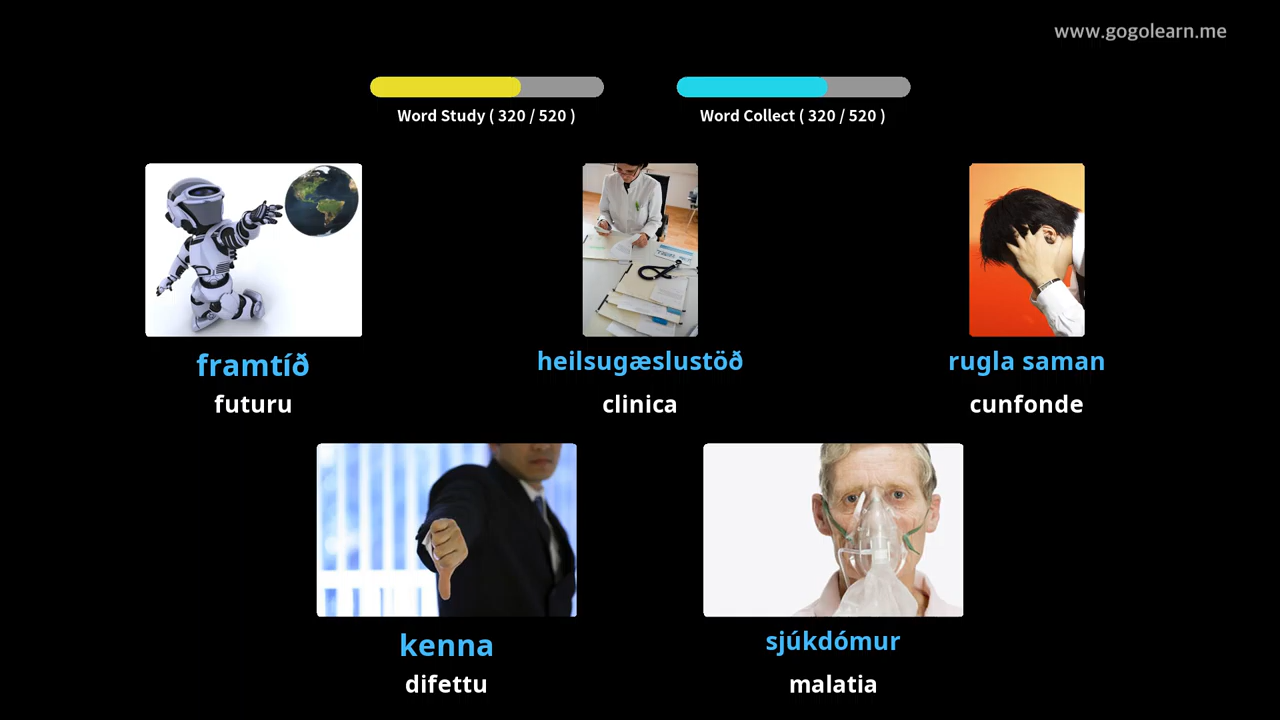 www.gogolearn.me
Word Study ( 320 / 520 )
Word Collect ( 320 / 520 )
framtíð
futuru
heilsugæslustöð
clinica
rugla saman
cunfonde
kenna
difettu
sjúkdómur
malatia